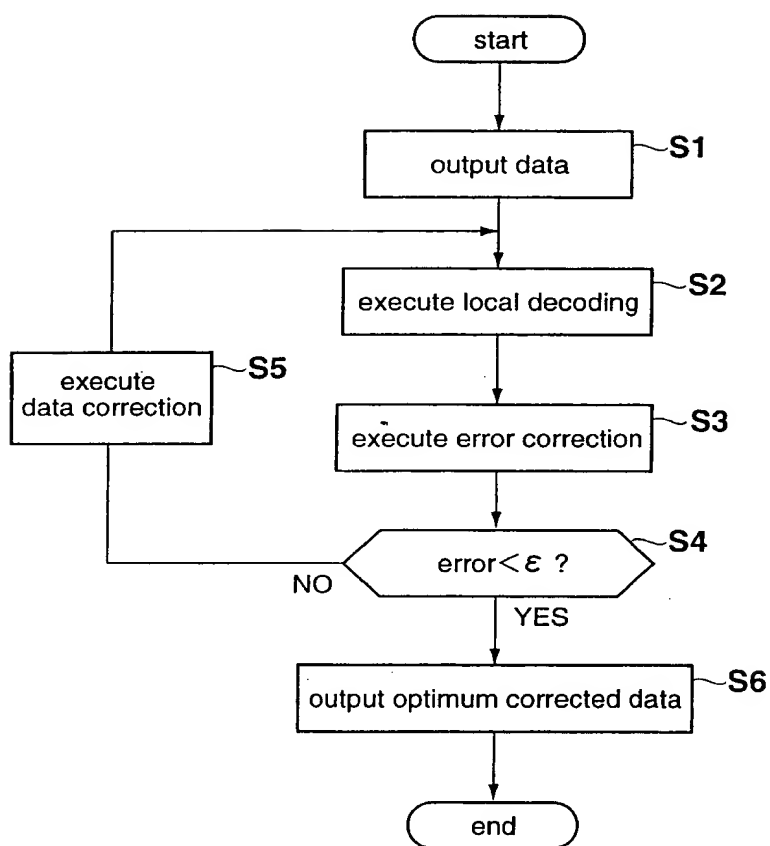 start
output data
S1
execute local decoding
S2
execute
data correction
S5
execute error correction
S3
error<ε ?
S4
NO
YES
output optimum corrected data
S6
end